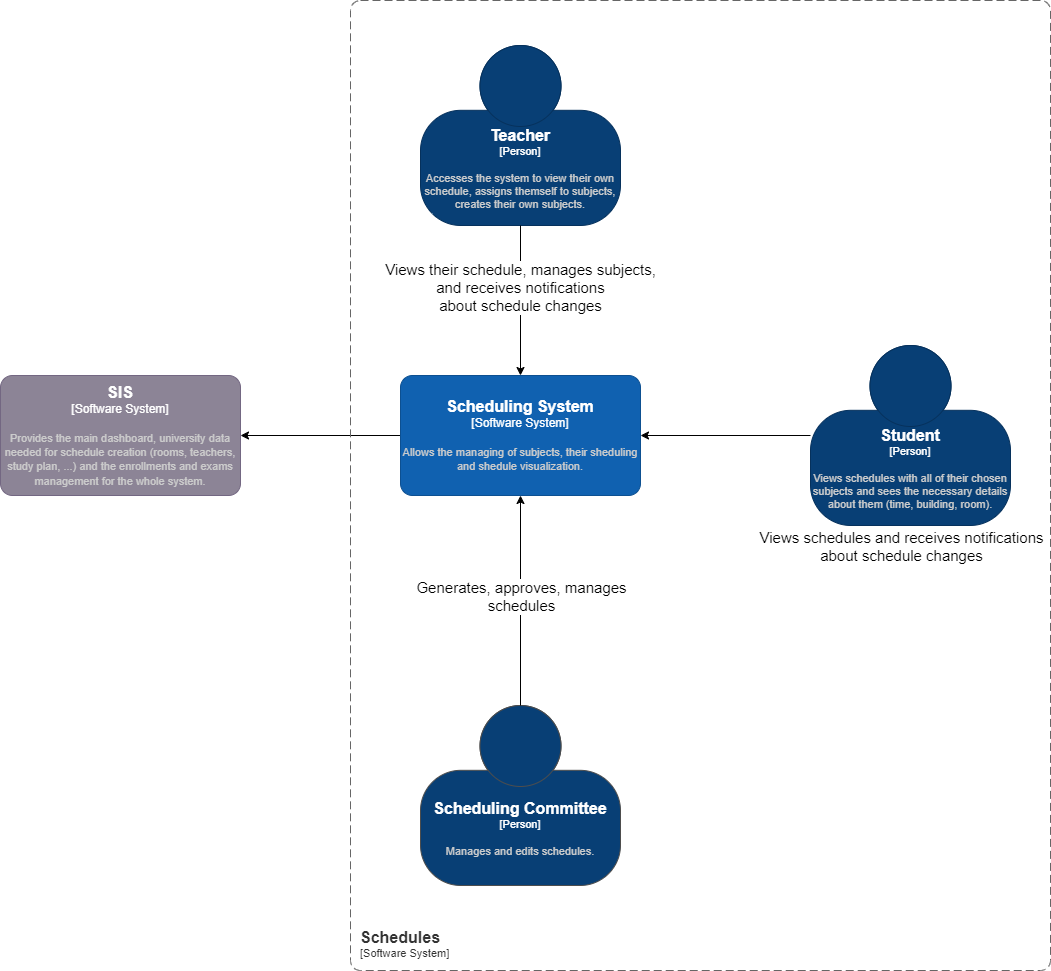 Teacher
[Person]
Accesses the system to view their own
schedule, assigns themself to subjects,
creates their own subjects.
Views their schedule, manages subjects,
and receives notifications
about schedule changes
SIS
[Software System]
Provides the main dashboard, university data
needed for schedule creation (rooms, teachers,
study plan, ...) and the enrollments and exams
management for the whole system.
Scheduling System
[Software System]
Allows the managing of subjects, their sheduling
and shedule visualization.
Student
[Person]
Views schedules with all of their chosen
subjects and sees the necessary details
about them (time, building, room).
Views schedules and receives notifications
about schedule changes
Generates, approves, manages
schedules
Scheduling Committee
[Person]
Manages and edits schedules.
Schedules
[Software System]